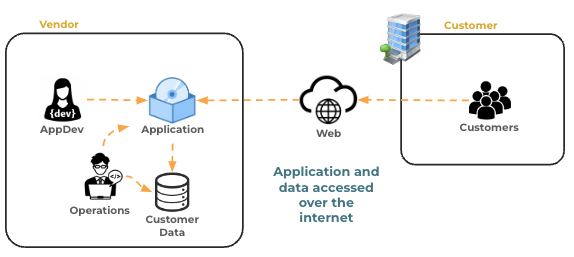 Vendor
Customer
{dev}
AppDev
Application
Web
Customers
</>
Operations
Customer
Data
Application and
data accessed
over the
internet